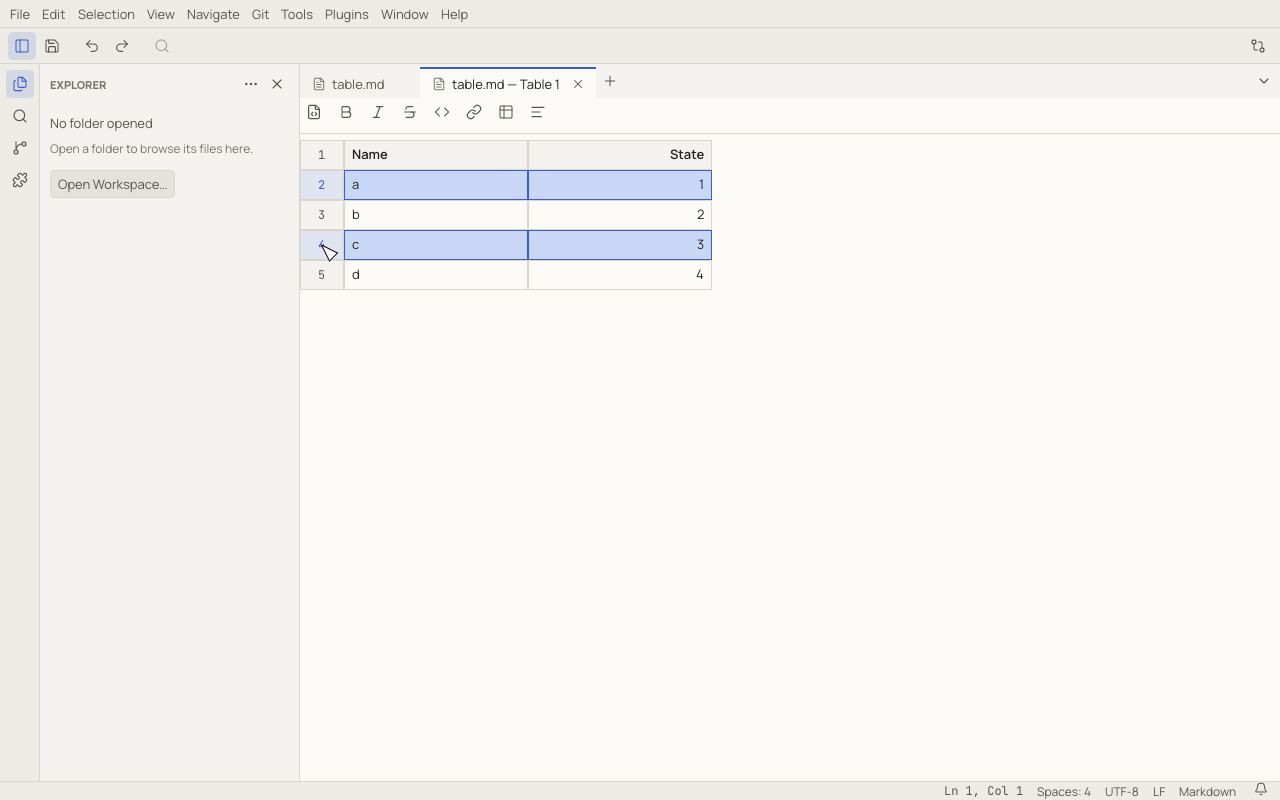 File Edit Selection View Navigate Git Tools Plugins Window Help
EXPLORER
No folder opened
Open a folder to browse its files here.
Open Workspace...
table.md
table.md — Table 1
1 Name State
2 a 1
3 b 2
c 3
5 d 4
Ln 1, Col 1 Spaces: 4 UTF-8 LF Markdown